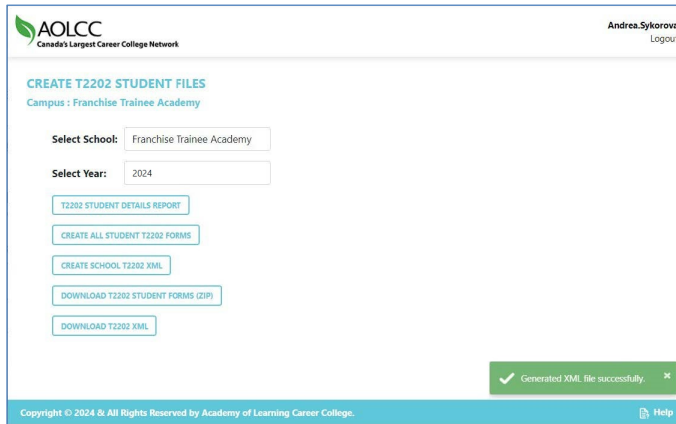 AOLCC
Canada's Largest Career College Network
Andrea.Sykorova
Logout
CREATE T2202 STUDENT FILES
Campus : Franchise Trainee Academy
Select School: Franchise Trainee Academy
Select Year: 2024
T2202 STUDENT DETAILS REPORT
CREATE ALL STUDENT T2202 FORMS
CREATE SCHOOL T2202 XML
DOWNLOAD T2202 STUDENT FORMS (ZIP)
DOWNLOAD T2202 XML
Generated XML file successfully. ×
Copyright © 2024 & All Rights Reserved by Academy of Learning Career College. Help